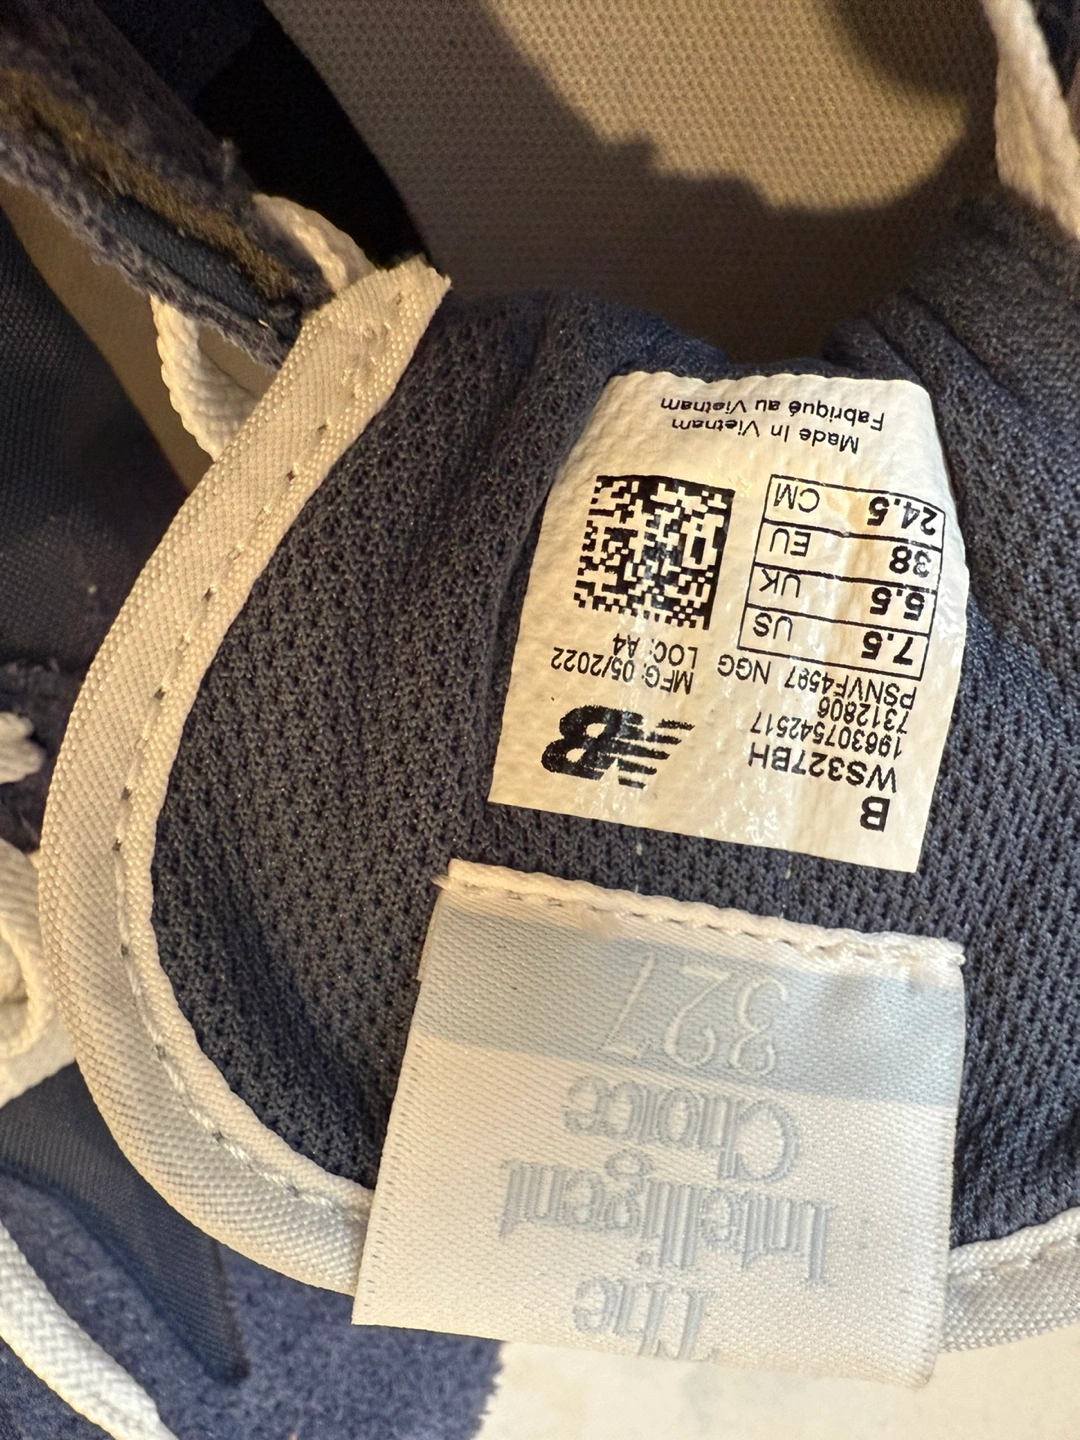 B
WS327BH
196307542517
7312806
PSNVF4597 NGG
NB
MFG: 05/2022
LOC: A4
7.5 US
5.5 UK
38 EU
24.5 CM
Made In Vietnam
Fabriqué au Vietnam
The
Intelligent
Choice
327